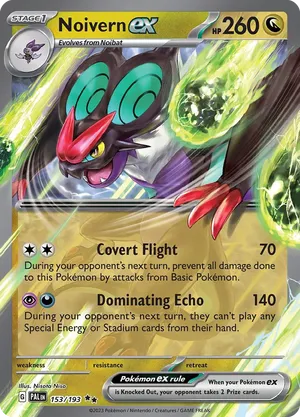 STAGE 1
Noivern ex
HP 260
Evolves from Noibat
Covert Flight 70
During your opponent's next turn, prevent all damage done
to this Pokémon by attacks from Basic Pokémon.
Dominating Echo 140
During your opponent's next turn, they can't play any
Special Energy or Stadium cards from their hand.
weakness resistance retreat
Illus. Nisota Niso
Pokémon ex rule
When your Pokémon ex
is Knocked Out, your opponent takes 2 Prize cards.
G PAL EN 153/193
©2023 Pokémon / Nintendo / Creatures / GAME FREAK